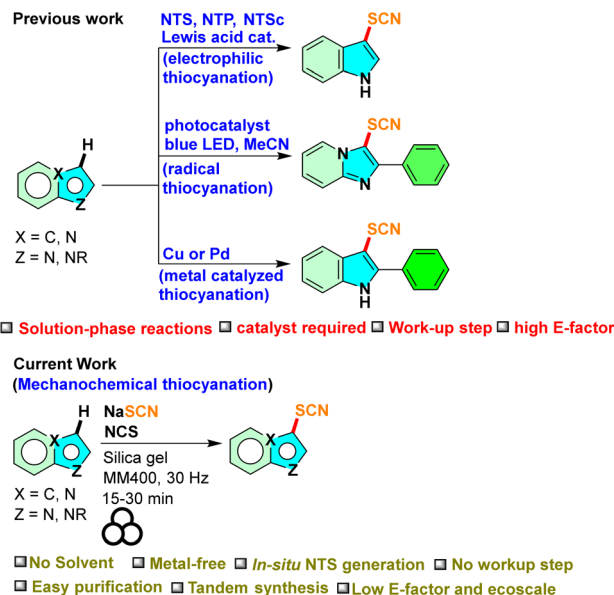 Previous work
NTS, NTP, NTSc
Lewis acid cat.
(electrophilic
thiocyanation)
SCN
N
H
photocatalyst
blue LED, MeCN
(radical
thiocyanation)
SCN
N
N
H
X
Z
X = C, N
Z = N, NR
Cu or Pd
(metal catalyzed
thiocyanation)
SCN
N
H
Solution-phase reactions catalyst required Work-up step high E-factor
Current Work
(Mechanochemical thiocyanation)
H
X
Z
X = C, N
Z = N, NR
NaSCN
NCS
Silica gel
MM400, 30 Hz
15-30 min
SCN
X
Z
No Solvent Metal-free In-situ NTS generation No workup step
Easy purification Tandem synthesis Low E-factor and ecoscale